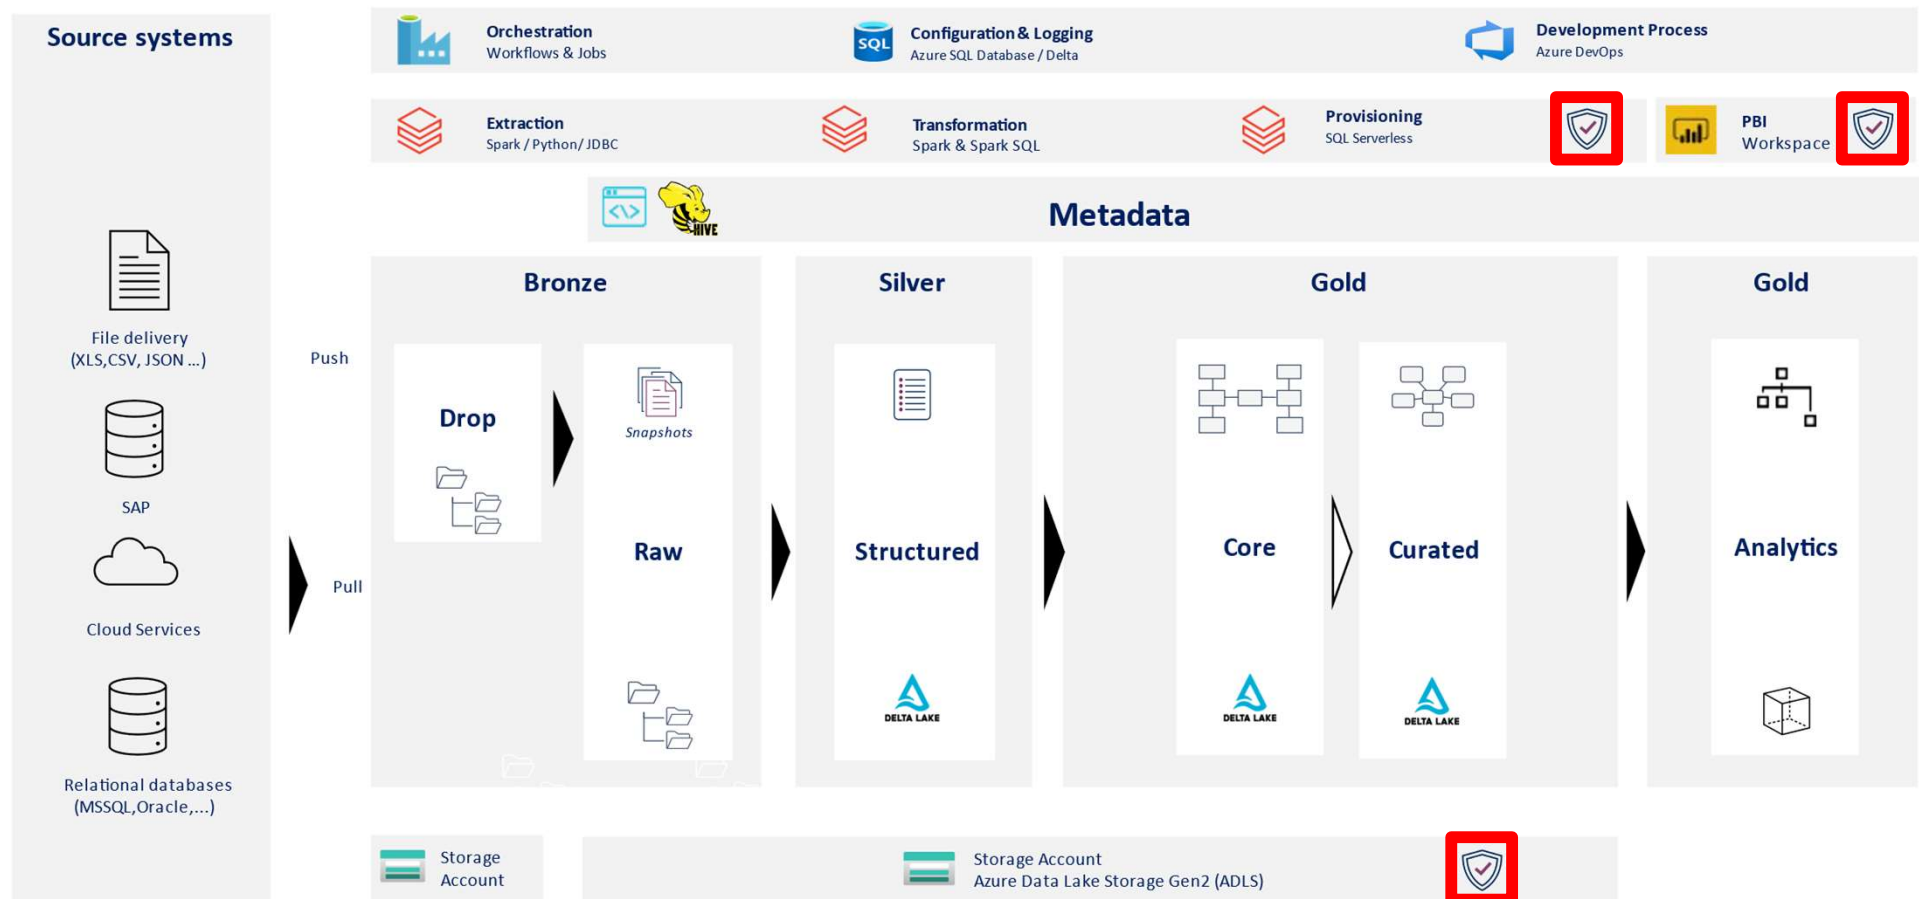 Source systems
File delivery
(XLS,CSV, JSON ...)
SAP
Cloud Services
Relational databases
(MSSQL,Oracle,...)
Push
Pull
Orchestration
Workflows & Jobs
SQL
Configuration & Logging
Azure SQL Database / Delta
Development Process
Azure DevOps
Extraction
Spark / Python/ JDBC
Transformation
Spark & Spark SQL
Provisioning
SQL Serverless
PBI
Workspace
HIVE
Metadata
Bronze
Drop
Snapshots
Raw
Silver
Structured
DELTA LAKE
Gold
Core
DELTA LAKE
Curated
DELTA LAKE
Gold
Analytics
Storage
Account
Storage Account
Azure Data Lake Storage Gen2 (ADLS)